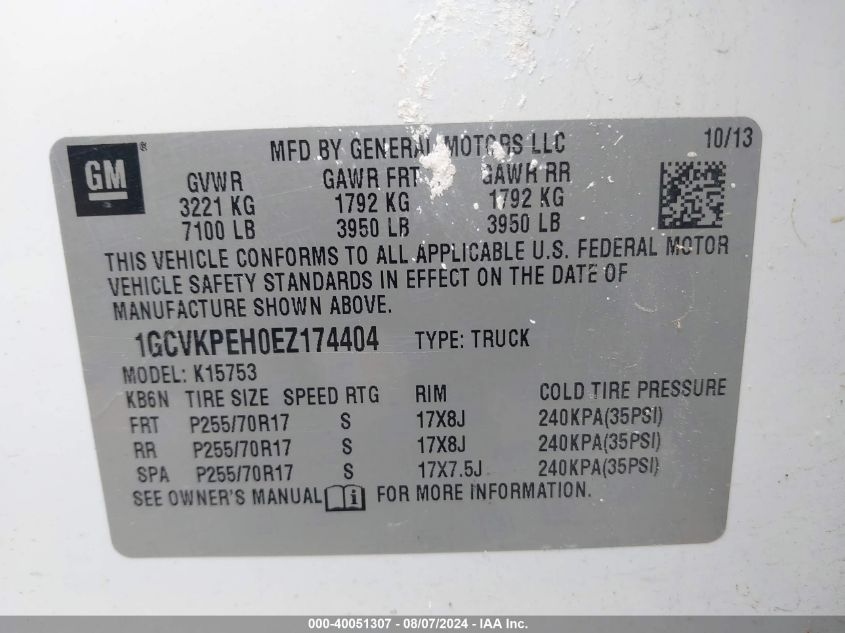 GM
MFD BY GENERAL MOTORS LLC 10/13
GVWR GAWR FRT GAWR RR
3221 KG 1792 KG 1792 KG
7100 LB 3950 LB 3950 LB
THIS VEHICLE CONFORMS TO ALL APPLICABLE U.S. FEDERAL MOTOR
VEHICLE SAFETY STANDARDS IN EFFECT ON THE DATE OF
MANUFACTURE SHOWN ABOVE.
1GCVKPEH0EZ174404 TYPE: TRUCK
MODEL: K15753
KB6N TIRE SIZE SPEED RTG RIM COLD TIRE PRESSURE
FRT P255/70R17 S 17X8J 240KPA(35PSI)
RR P255/70R17 S 17X8J 240KPA(35PSI)
SPA P255/70R17 S 17X7.5J 240KPA(35PSI)
SEE OWNER'S MANUAL FOR MORE INFORMATION.
000-40051307 - 08/07/2024 - IAA Inc.